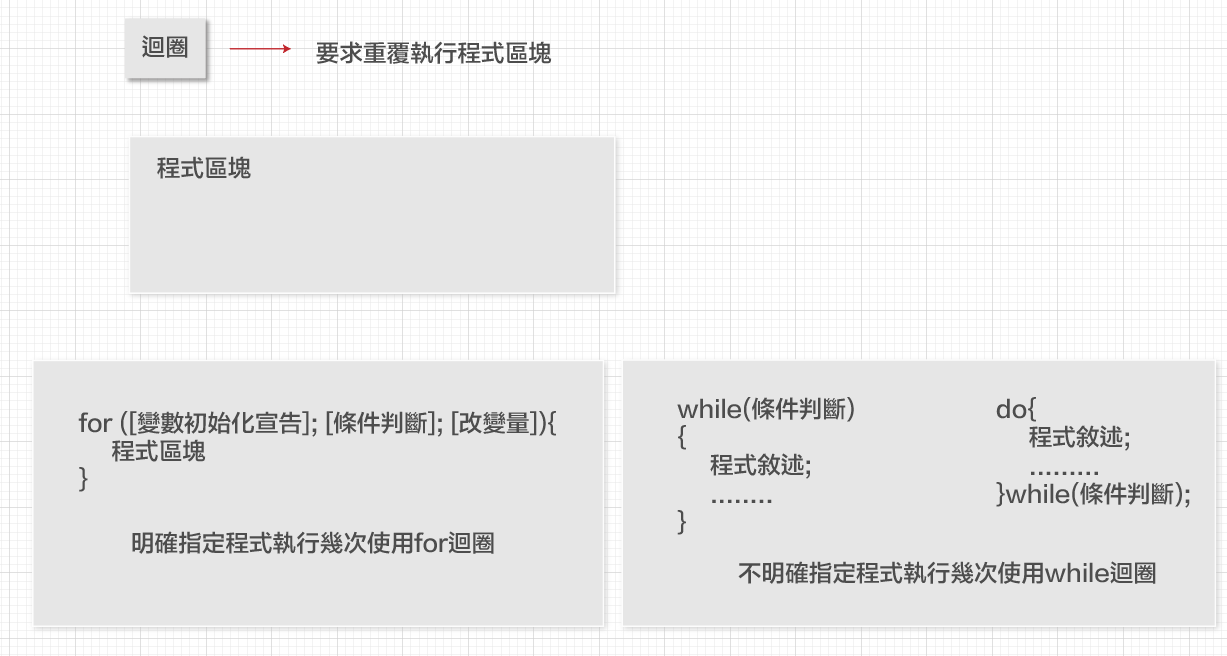 迴圈
要求重覆執行程式區塊
程式區塊
for ([變數初始化宣告]; [條件判斷]; [改變量]){
程式區塊
}
明確指定程式執行幾次使用for迴圈
while(條件判斷)
{
程式敘述;
........
}
do{
程式敘述;
.........
}while(條件判斷);
不明確指定程式執行幾次使用while迴圈